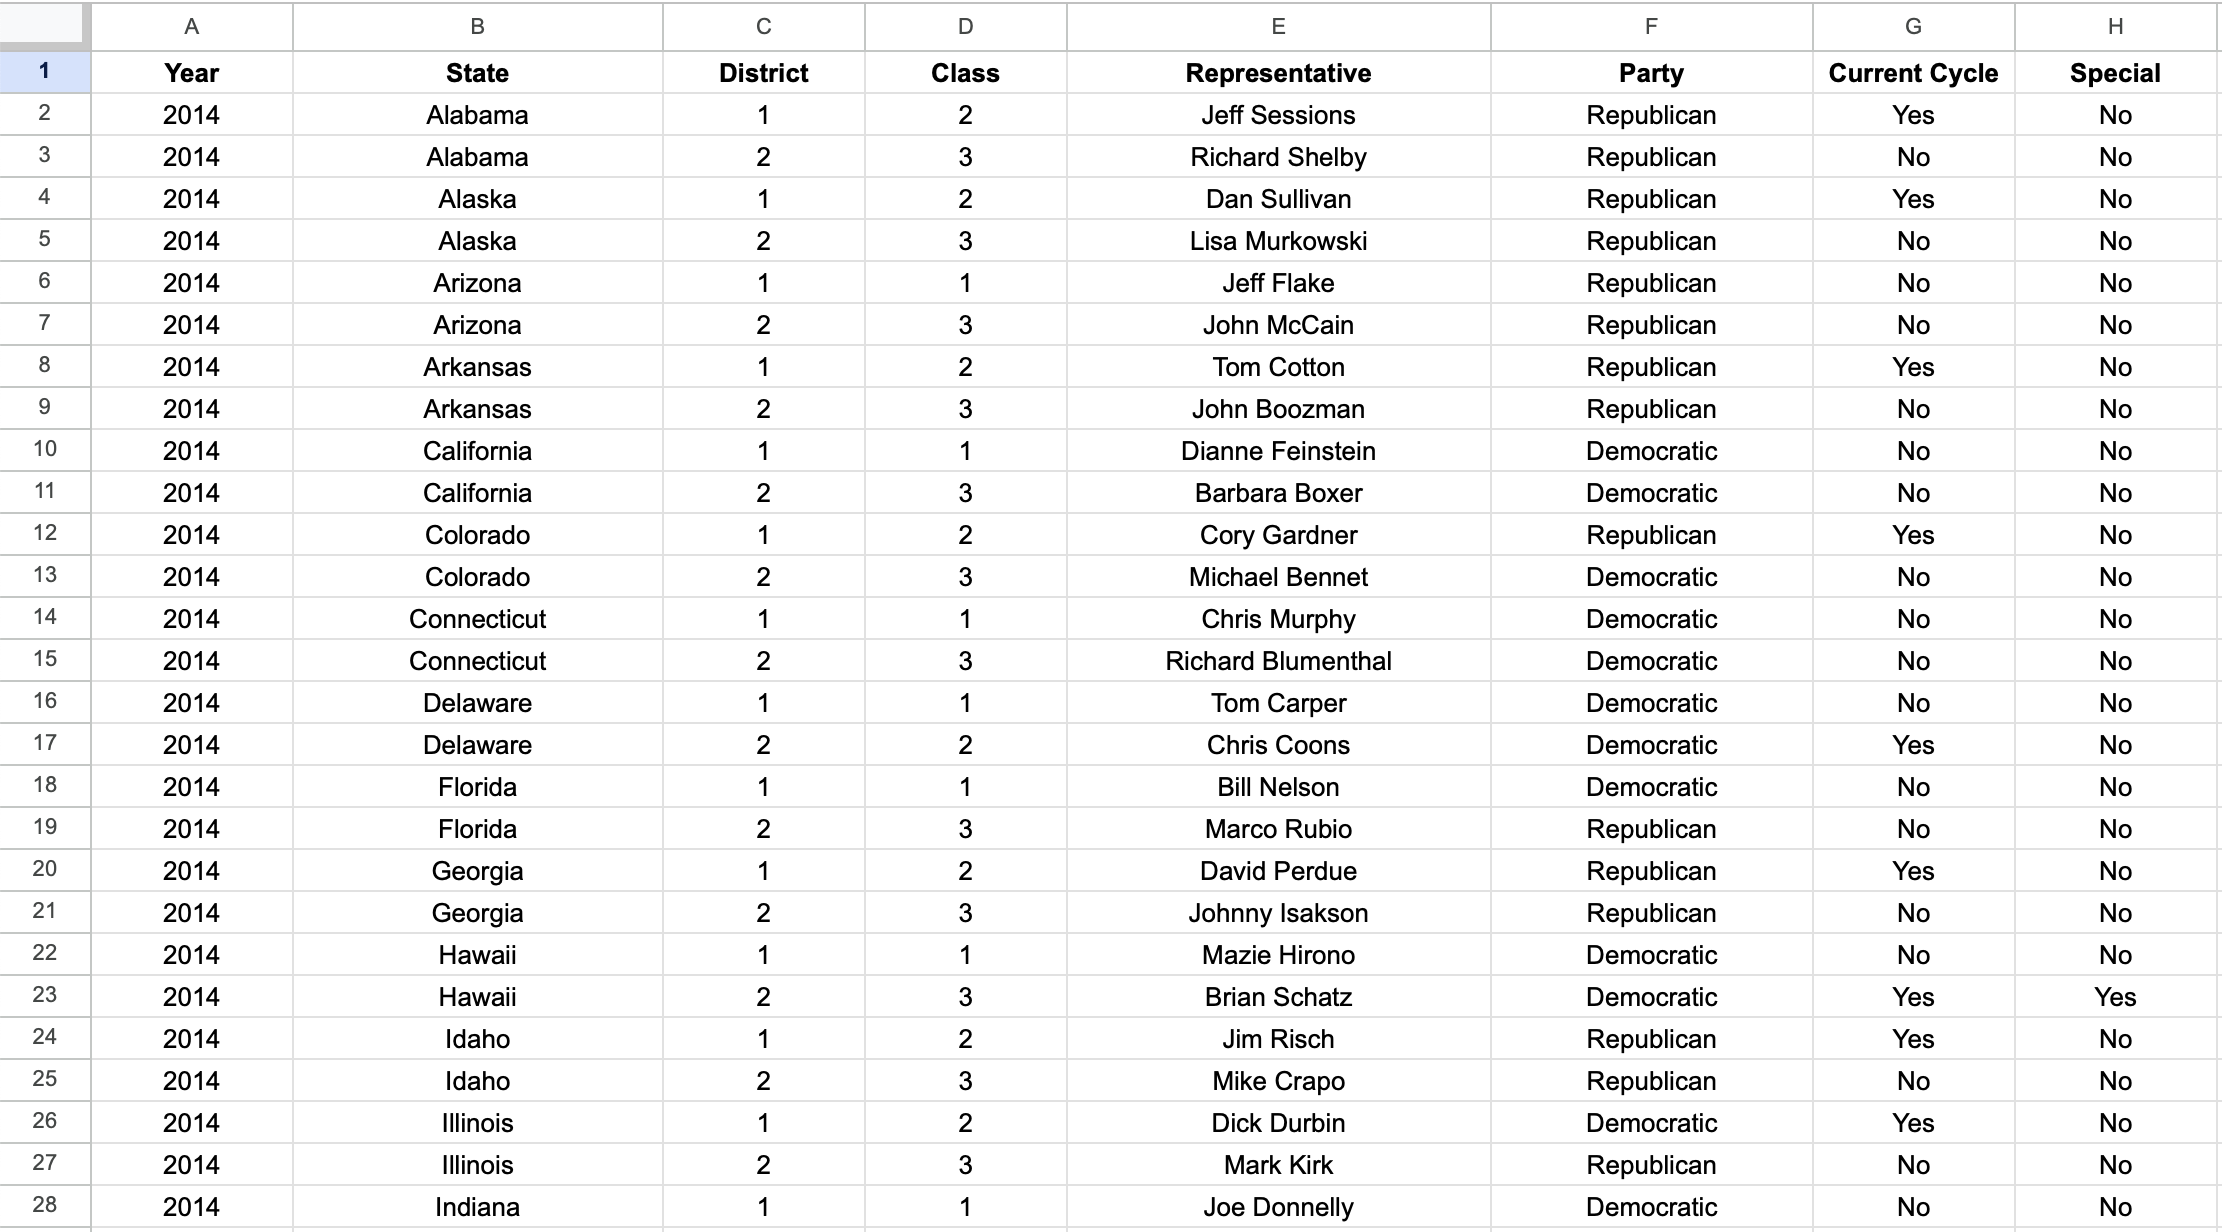 A B C D E F G H
1 Year State District Class Representative Party Current Cycle Special
2 2014 Alabama 1 2 Jeff Sessions Republican Yes No
3 2014 Alabama 2 3 Richard Shelby Republican No No
4 2014 Alaska 1 2 Dan Sullivan Republican Yes No
5 2014 Alaska 2 3 Lisa Murkowski Republican No No
6 2014 Arizona 1 1 Jeff Flake Republican No No
7 2014 Arizona 2 3 John McCain Republican No No
8 2014 Arkansas 1 2 Tom Cotton Republican Yes No
9 2014 Arkansas 2 3 John Boozman Republican No No
10 2014 California 1 1 Dianne Feinstein Democratic No No
11 2014 California 2 3 Barbara Boxer Democratic No No
12 2014 Colorado 1 2 Cory Gardner Republican Yes No
13 2014 Colorado 2 3 Michael Bennet Democratic No No
14 2014 Connecticut 1 1 Chris Murphy Democratic No No
15 2014 Connecticut 2 3 Richard Blumenthal Democratic No No
16 2014 Delaware 1 1 Tom Carper Democratic No No
17 2014 Delaware 2 2 Chris Coons Democratic Yes No
18 2014 Florida 1 1 Bill Nelson Democratic No No
19 2014 Florida 2 3 Marco Rubio Republican No No
20 2014 Georgia 1 2 David Perdue Republican Yes No
21 2014 Georgia 2 3 Johnny Isakson Republican No No
22 2014 Hawaii 1 1 Mazie Hirono Democratic No No
23 2014 Hawaii 2 3 Brian Schatz Democratic Yes Yes
24 2014 Idaho 1 2 Jim Risch Republican Yes No
25 2014 Idaho 2 3 Mike Crapo Republican No No
26 2014 Illinois 1 2 Dick Durbin Democratic Yes No
27 2014 Illinois 2 3 Mark Kirk Republican No No
28 2014 Indiana 1 1 Joe Donnelly Democratic No No